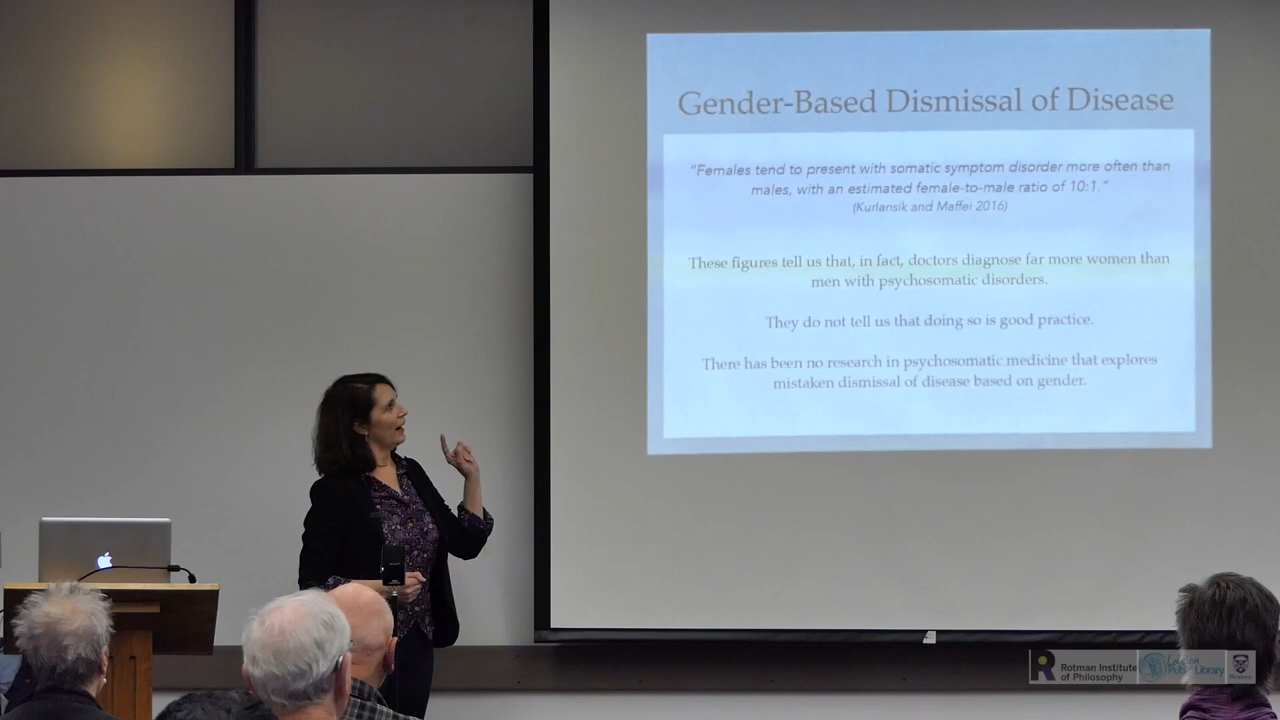 Gender-Based Dismissal of Disease
"Females tend to present with somatic symptom disorder more often than
males, with an estimated female-to-male ratio of 10:1."
(Kurlansik and Maffei 2016)
These figures tell us that, in fact, doctors diagnose far more women than
men with psychosomatic disorders.
They do not tell us that doing so is good practice.
There has been no research in psychosomatic medicine that explores
mistaken dismissal of disease based on gender.
Rotman Institute
of Philosophy
London
Public Library
Western